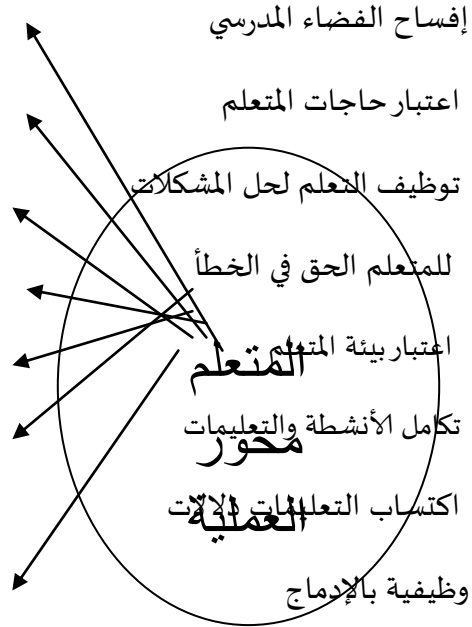 إفساح الفضاء المدرسي
اعتبار حاجات المتعلم
توظيف التعلم لحل المشكلات
للمتعلم الحق في الخطأ
اعتبار بيئة المتعلم
المتعلم
تكامل الأنشطة والتعليمات
محور
اكتساب التعليمات دلالات
العملية
وظيفية بالإدماج